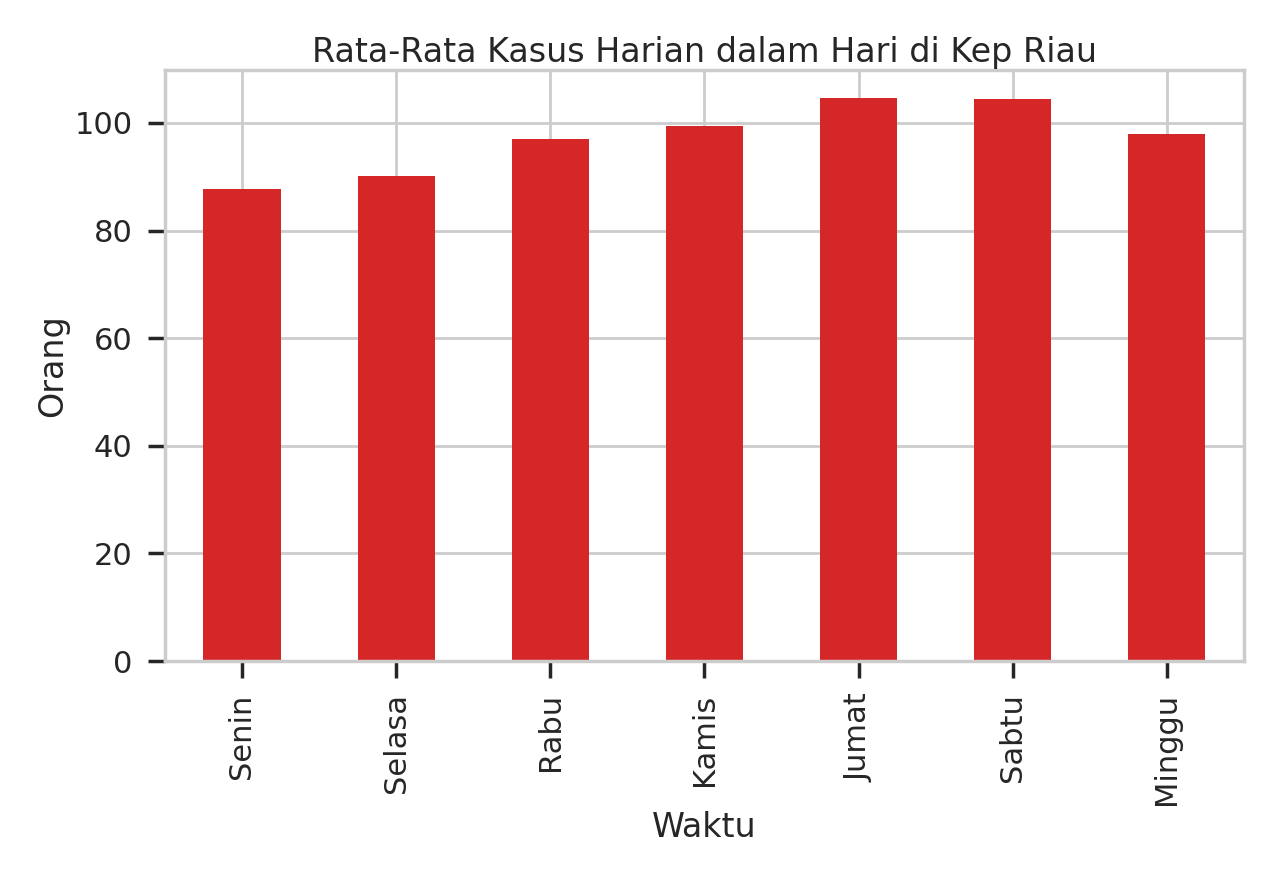 Rata-Rata Kasus Harian dalam Hari di Kep Riau
100
80
60
40
20
0
Orang
Senin
Selasa
Rabu
Kamis
Jumat
Sabtu
Minggu
Waktu